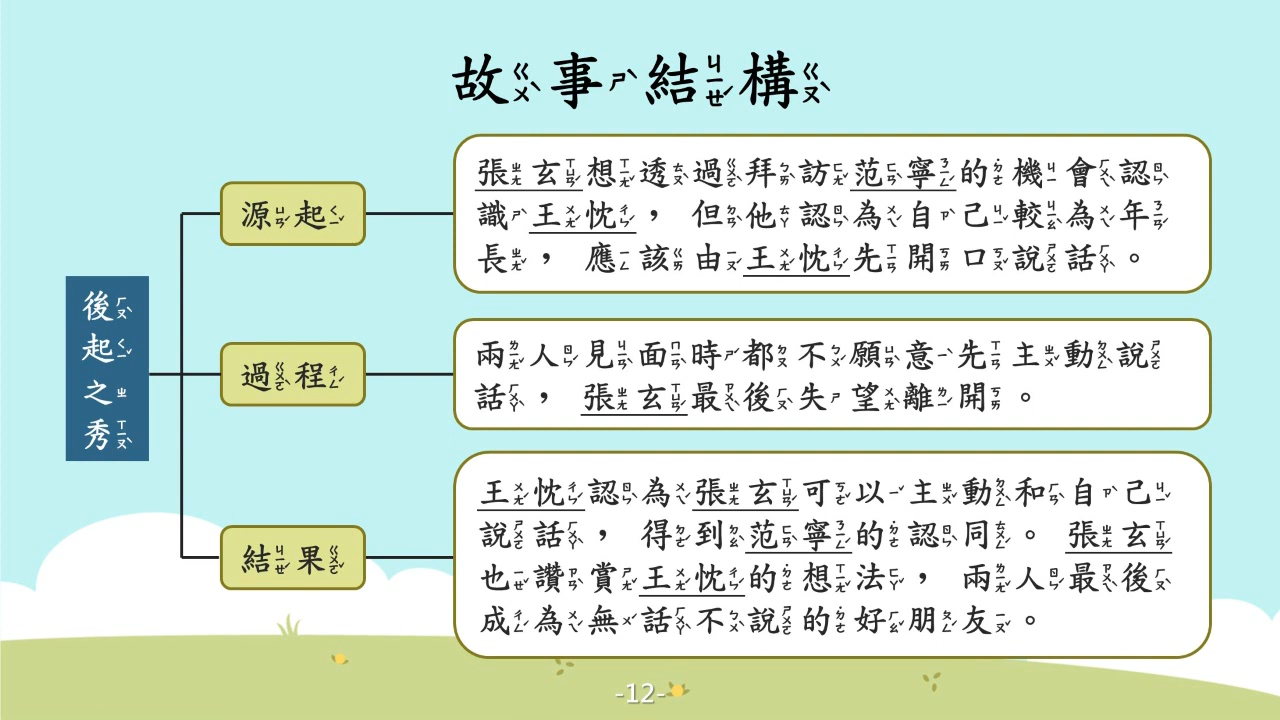 故事結構
後起之秀
源起
張玄想透過拜訪范寧的機會認
識王忱，但他認為自己較為年
長，應該由王忱先開口說話。
過程
兩人見面時都不願意先主動說
話，張玄最後失望離開。
結果
王忱認為張玄可以主動和自己
說話，得到范寧的認同。張玄
也讚賞王忱的想法，兩人最後
成為無話不說的好朋友。
-12-